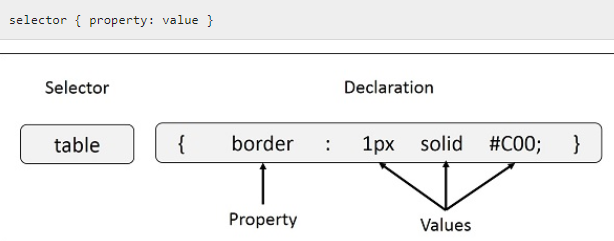 selector { property: value }
Selector Declaration
table { border : 1px solid #C00; }
Property Values